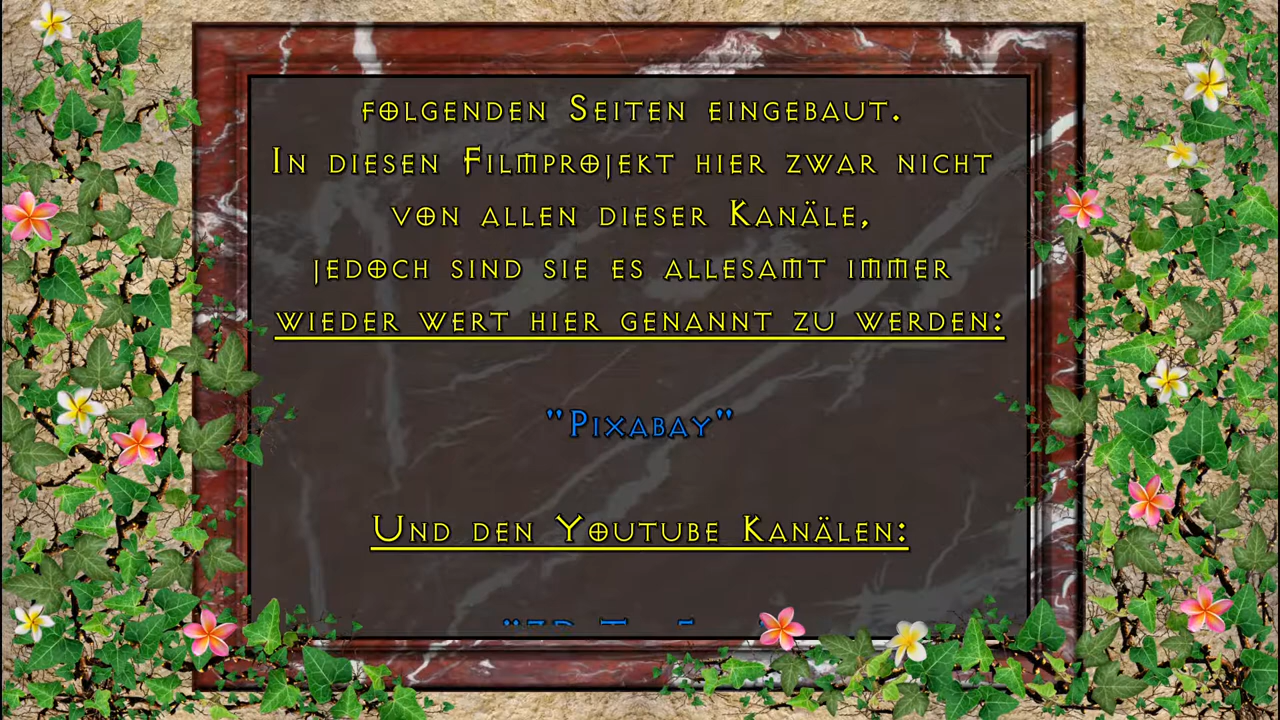 folgenden Seiten eingebaut.
In diesen Filmprojekt hier zwar nicht
von allen dieser Kanäle,
jedoch sind sie es allesamt immer
wieder wert hier genannt zu werden:
"Pixabay"
Und den Youtube Kanälen: